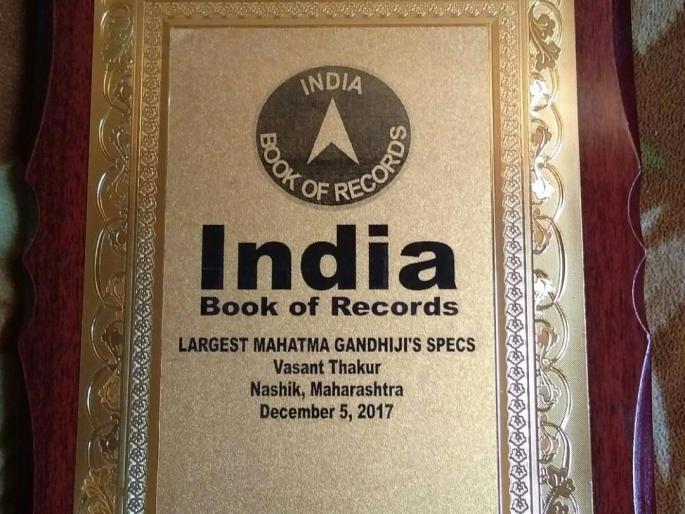 INDIA
BOOK OF RECORDS
India
Book of Records
LARGEST MAHATMA GANDHIJI'S SPECS
Vasant Thakur
Nashik, Maharashtra
December 5, 2017